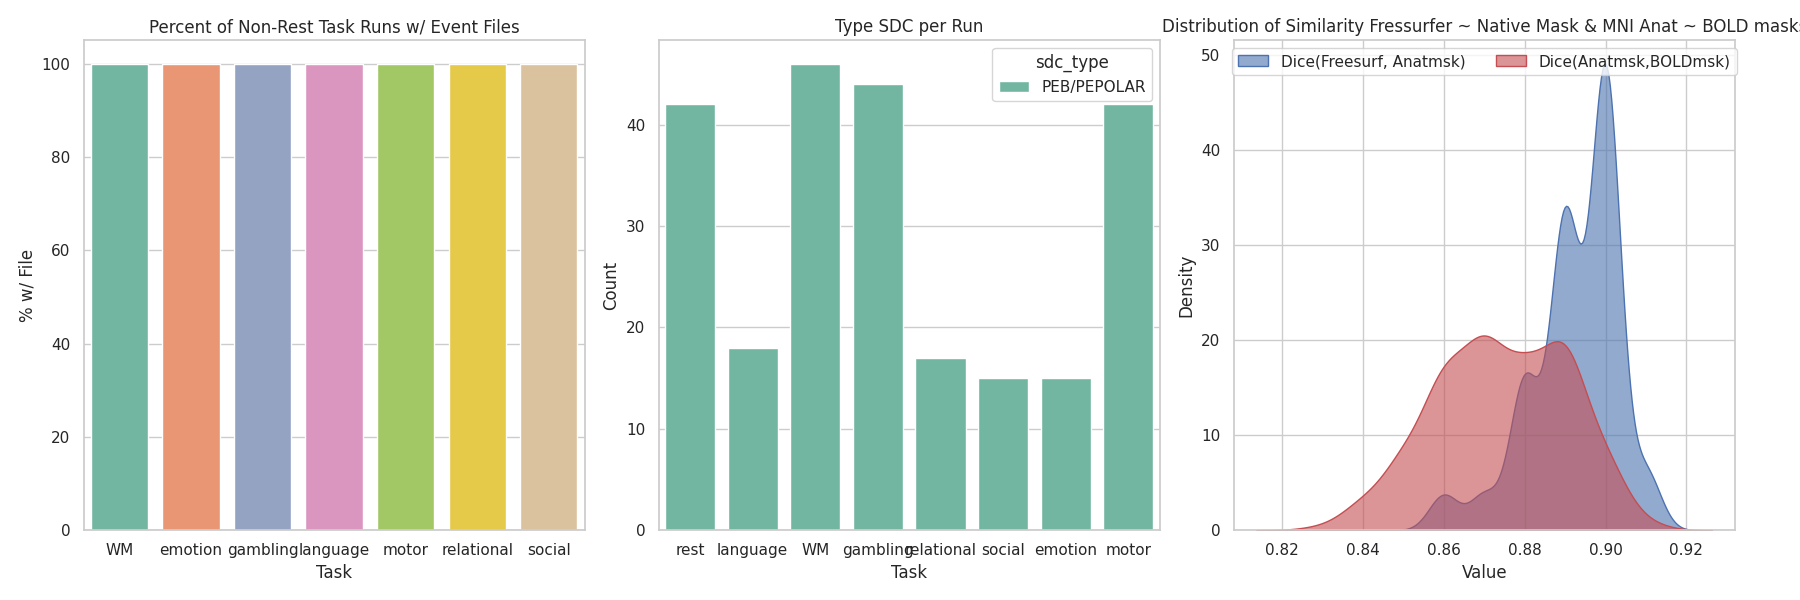 Percent of Non-Rest Task Runs w/ Event Files
% w/ File
100
80
60
40
20
0
WM emotion gambling language motor relational social
Task
Type SDC per Run
sdc_type
PEB/PEPOLAR
Count
40
30
20
10
0
rest language WM gambling relational social emotion motor
Task
Distribution of Similarity Fressurfer ~ Native Mask & MNI Anat ~ BOLD masks
Dice(Freesurf, Anatmsk) Dice(Anatmsk,BOLDmsk)
Density
50
40
30
20
10
0
0.82 0.84 0.86 0.88 0.90 0.92
Value